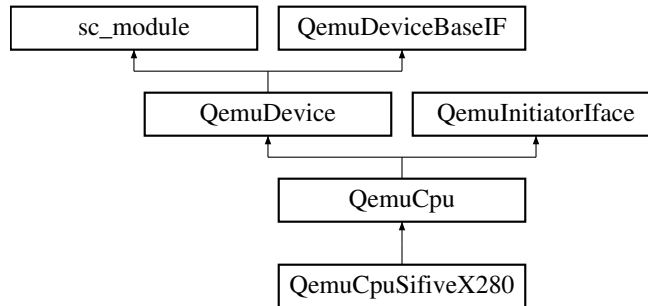 sc_module
QemuDeviceBaseIF
QemuDevice
QemuInitiatorIface
QemuCpu
QemuCpuSifiveX280